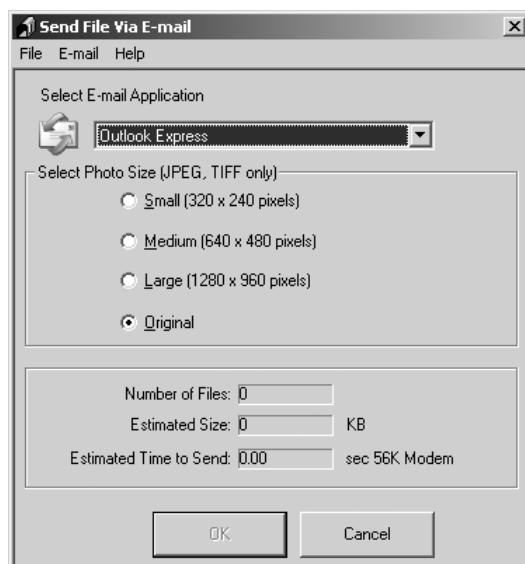 Send File Via E-mail
File E-mail Help
Select E-mail Application
Outlook Express
Select Photo Size (JPEG, TIFF only)
Small (320 x 240 pixels)
Medium (640 x 480 pixels)
Large (1280 x 960 pixels)
Original
Number of Files: 0
Estimated Size: 0 KB
Estimated Time to Send: 0.00 sec 56K Modem
OK Cancel